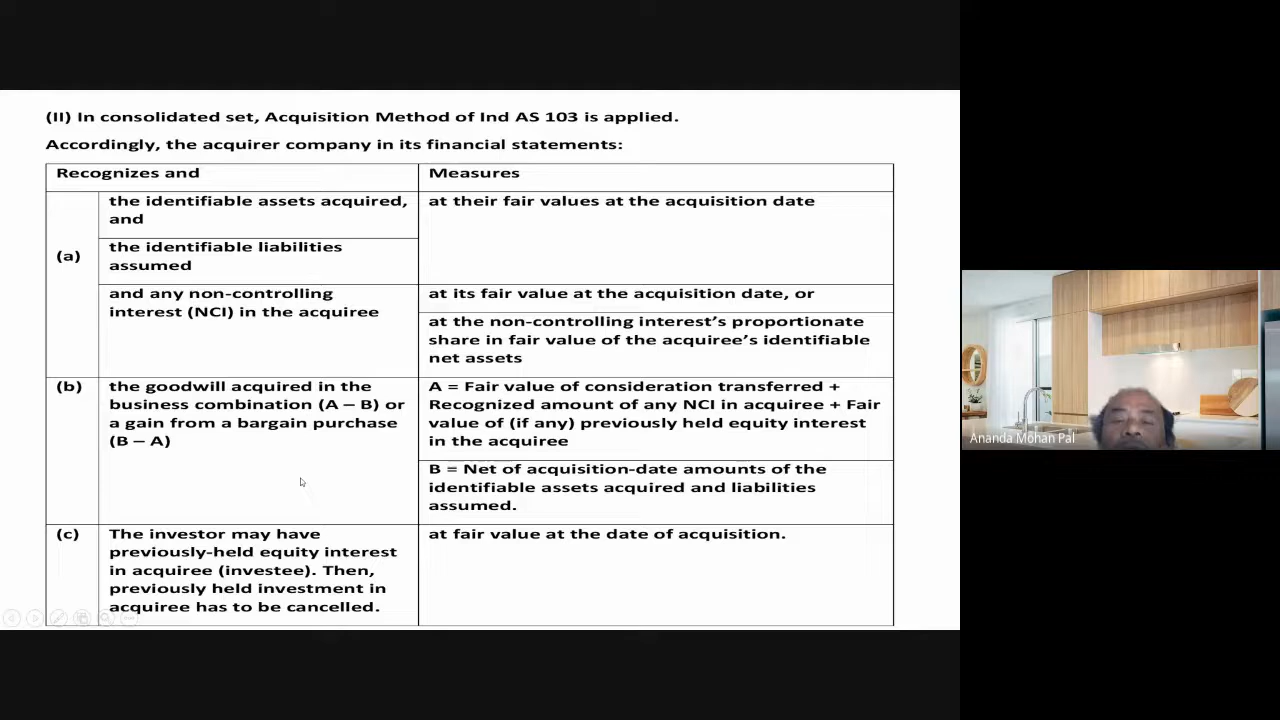 (II) In consolidated set, Acquisition Method of Ind AS 103 is applied.
Accordingly, the acquirer company in its financial statements:
Recognizes and
Measures
(a)
the identifiable assets acquired,
and
at their fair values at the acquisition date
the identifiable liabilities
assumed
and any non-controlling
interest (NCI) in the acquiree
at its fair value at the acquisition date, or
at the non-controlling interest's proportionate
share in fair value of the acquiree's identifiable
net assets
(b)
the goodwill acquired in the
business combination (A – B) or
a gain from a bargain purchase
(B – A)
A = Fair value of consideration transferred +
Recognized amount of any NCI in acquiree + Fair
value of (if any) previously held equity interest
in the acquiree
B = Net of acquisition-date amounts of the
identifiable assets acquired and liabilities
assumed.
(c)
The investor may have
previously-held equity interest
in acquiree (investee). Then,
previously held investment in
acquiree has to be cancelled.
at fair value at the date of acquisition.
Ananda Mohan Pal